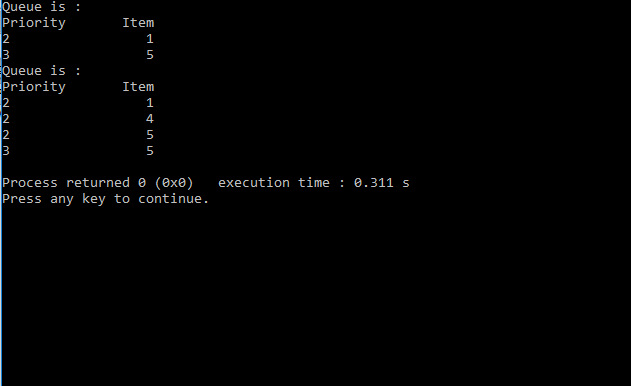 Queue is :
Priority       Item
2                 1
3                 5
Queue is :
Priority       Item
2                 1
2                 4
2                 5
3                 5
Process returned 0 (0x0)   execution time : 0.311 s
Press any key to continue.